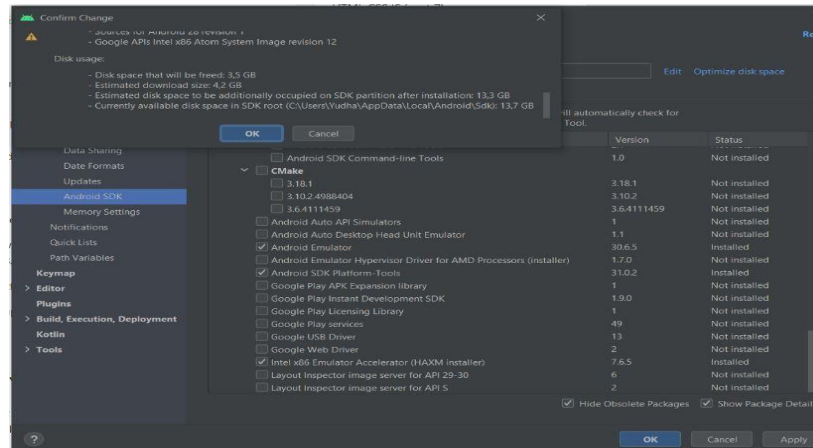 Confirm Change
- Sources for Android 28 revision 1
- Google APIs Intel x86 Atom System Image revision 12
Disk usage:
- Disk space that will be freed: 3,5 GB
- Estimated download size: 4,2 GB
- Estimated disk space to be additionally occupied on SDK partition after installation: 13,3 GB
- Currently available disk space in SDK root (C:\Users\Yudha\AppData\Local\Android\Sdk): 13,7 GB
OK Cancel
Re
Edit Optimize disk space
will automatically check for
Tool.
Data Sharing
Date Formats
Updates
Android SDK
Memory Settings
Notifications
Quick Lists
Path Variables
Keymap
Editor
Plugins
Build, Execution, Deployment
Kotlin
Tools
Version Status
Android SDK Command-line Tools 1.0 Not installed
CMake
3.18.1 3.18.1 Not installed
3.10.2.4988404 3.10.2 Not installed
3.6.4111459 3.6.4111459 Not installed
Android Auto API Simulators 1 Not installed
Android Auto Desktop Head Unit Emulator 1.1 Not installed
Android Emulator 30.6.5 Installed
Android Emulator Hypervisor Driver for AMD Processors (installer) 1.7.0 Not installed
Android SDK Platform-Tools 31.0.2 Installed
Google Play APK Expansion library 1 Not installed
Google Play Instant Development SDK 1.9.0 Not installed
Google Play Licensing Library 1 Not installed
Google Play services 49 Not installed
Google USB Driver 13 Not installed
Google Web Driver 2 Not installed
Intel x86 Emulator Accelerator (HAXM installer) 7.6.5 Installed
Layout Inspector image server for API 29-30 6 Not installed
Layout Inspector image server for API S 2 Not installed
Hide Obsolete Packages Show Package Detail
? OK Cancel Apply